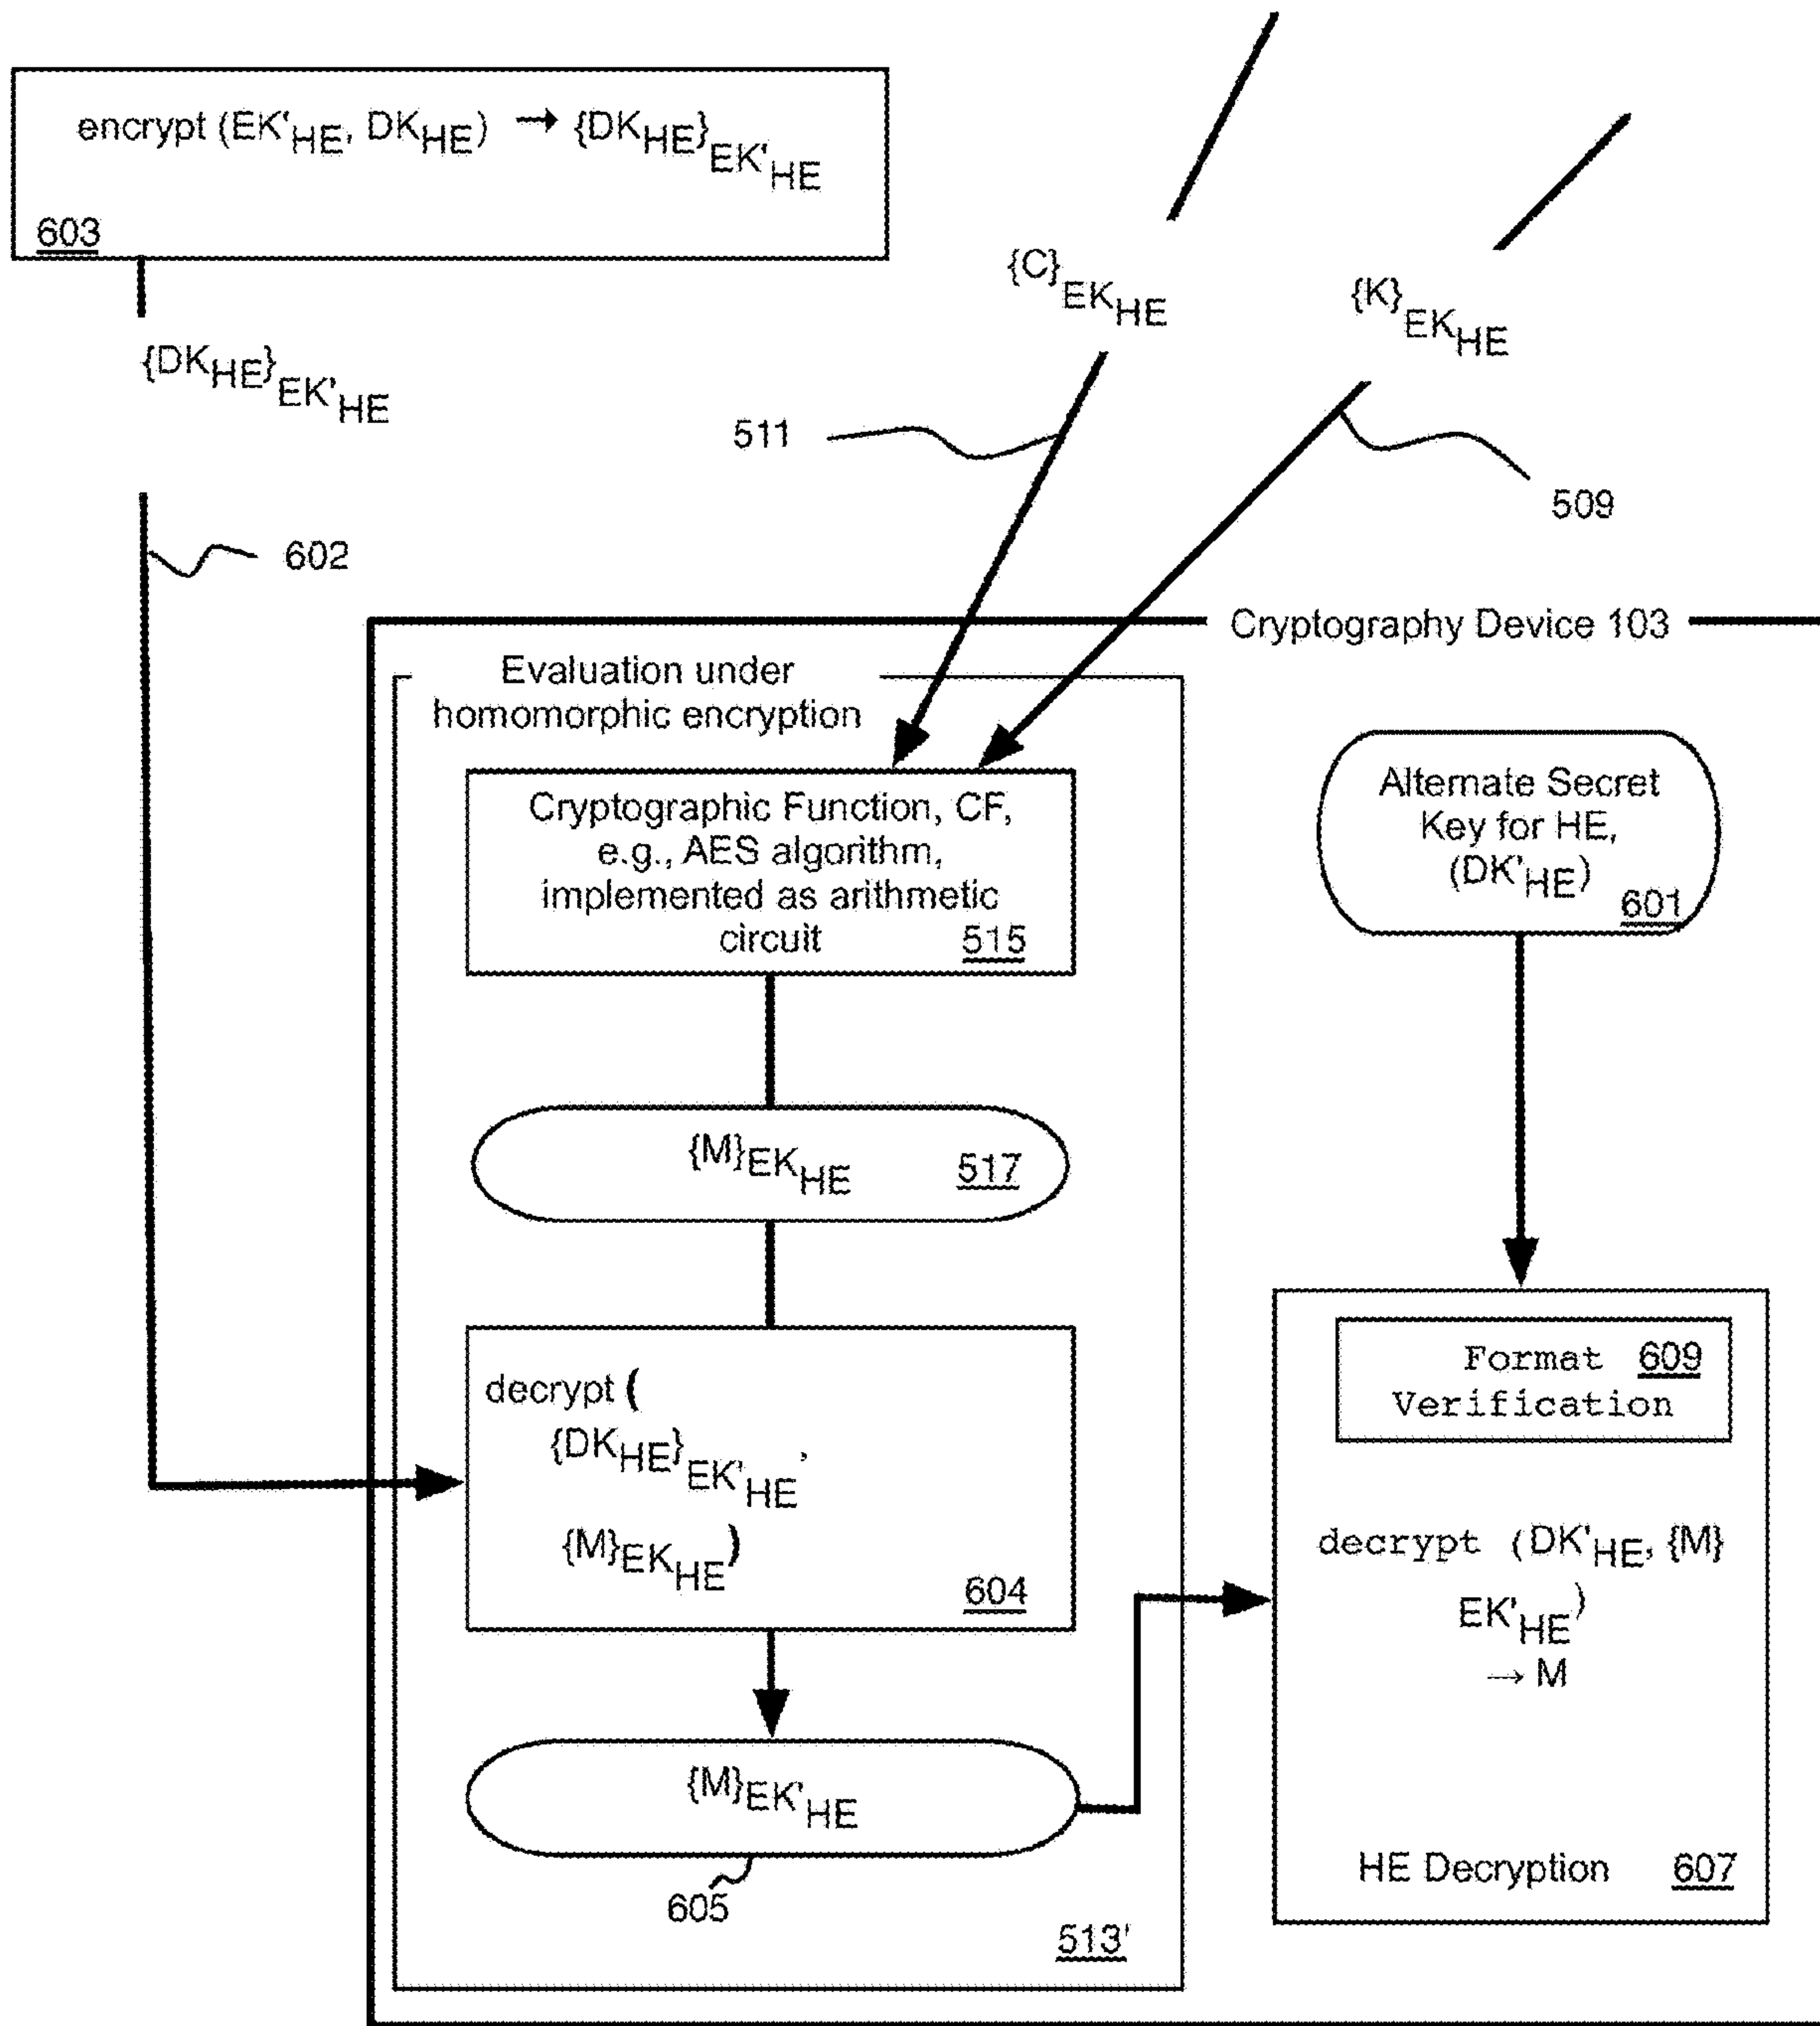 encrypt (EK'HE, DKHE) → {DKHE}EK'HE
603
{DKHE}EK'HE
602
{C}EKHE
{K}EKHE
511
509
Cryptography Device 103
Evaluation under
homomorphic encryption
Cryptographic Function, CF,
e.g., AES algorithm,
implemented as arithmetic
circuit 515
Alternate Secret
Key for HE,
(DK'HE)
601
{M}EKHE 517
decrypt (
{DKHE}EK'HE,
{M}EKHE)
604
{M}EK'HE
605
513'
Format 609
Verification
decrypt (DK'HE, {M}
EK'HE)
→ M
HE Decryption 607